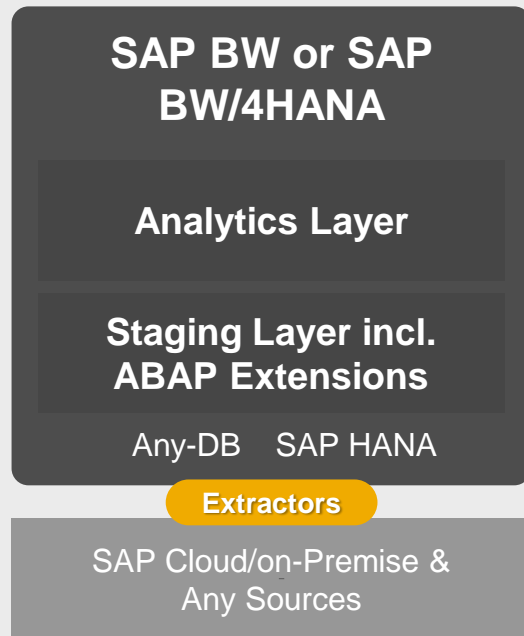 SAP BW or SAP
BW/4HANA
Analytics Layer
Staging Layer incl.
ABAP Extensions
Any-DB SAP HANA
Extractors
SAP Cloud/on-Premise &
Any Sources